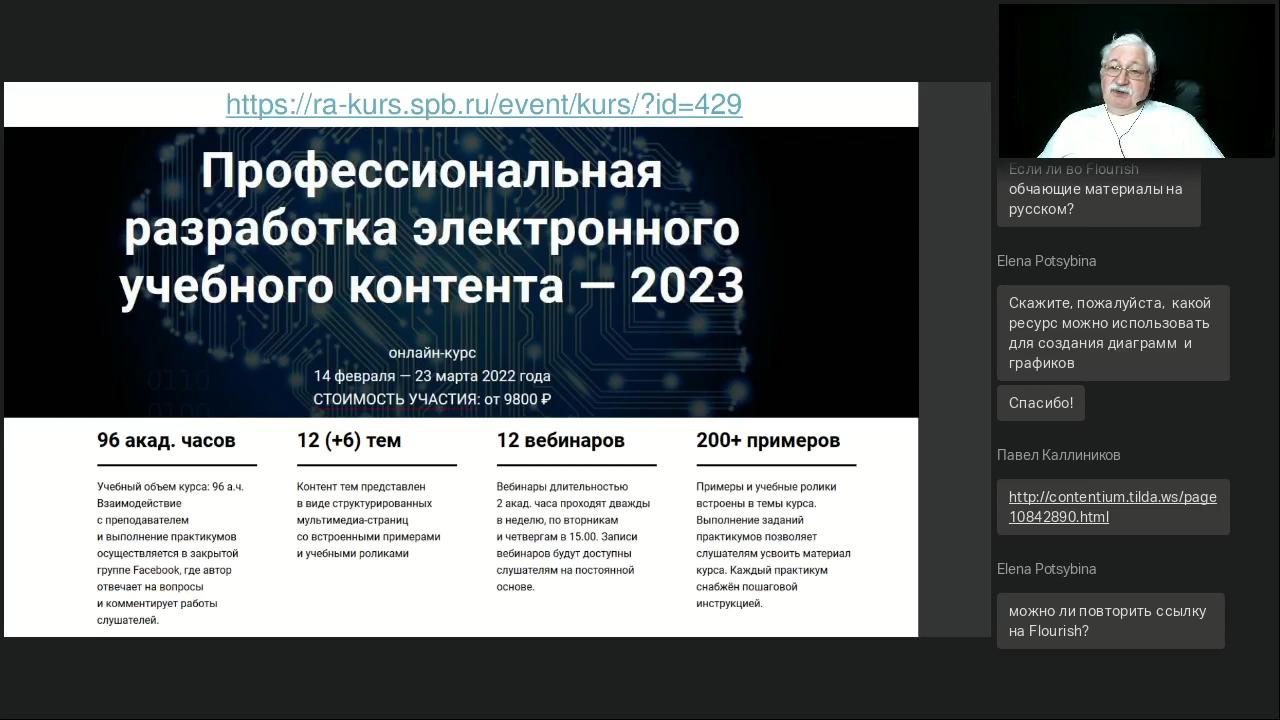 https://ra-kurs.spb.ru/event/kurs/?id=429
Профессиональная
разработка электронного
учебного контента — 2023
онлайн-курс
14 февраля — 23 марта 2022 года
СТОИМОСТЬ УЧАСТИЯ: от 9800 ₽
0110
0100
96 акад. часов
Учебный объем курса: 96 а.ч.
Взаимодействие
с преподавателем
и выполнение практикумов
осуществляется в закрытой
группе Facebook, где автор
отвечает на вопросы
и комментирует работы
слушателей.
12 (+6) тем
Контент тем представлен
в виде структурированных
мультимедиа-страниц
со встроенными примерами
и учебными роликами
12 вебинаров
Вебинары длительностью
2 акад. часа проходят дважды
в неделю, по вторникам
и четвергам в 15.00. Записи
вебинаров будут доступны
слушателям на постоянной
основе.
200+ примеров
Примеры и учебные ролики
встроены в темы курса.
Выполнение заданий
практикумов позволяет
слушателям усвоить материал
курса. Каждый практикум
снабжён пошаговой
инструкцией.
Если ли во Flourish
обчающие материалы на
русском?
Elena Potsybina
Скажите, пожалуйста, какой
ресурс можно использовать
для создания диаграмм и
графиков
Спасибо!
Павел Каллиников
http://contentium.tilda.ws/page
10842890.html
Elena Potsybina
можно ли повторить ссылку
на Flourish?